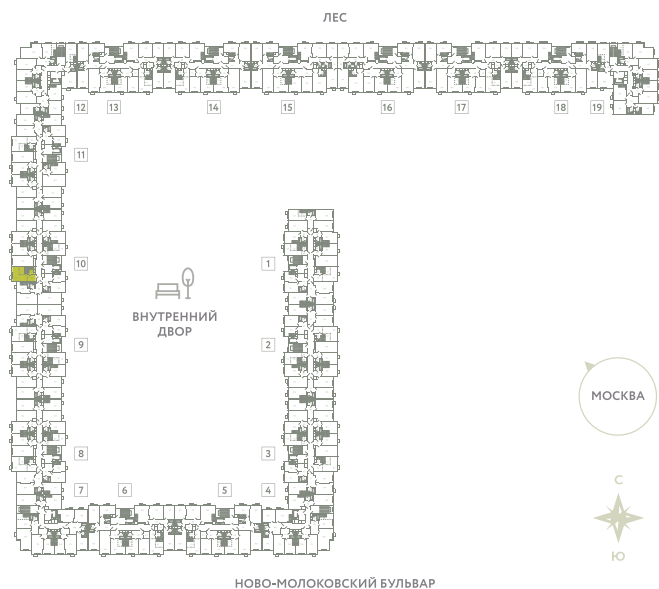 ЛЕС
12 13 14 15 16 17 18 19
11
10 1
ВНУТРЕННИЙ
ДВОР
9 2
МОСКВА
8 3
С
7 6 5 4
Ю
НОВО-МОЛОКОВСКИЙ БУЛЬВАР